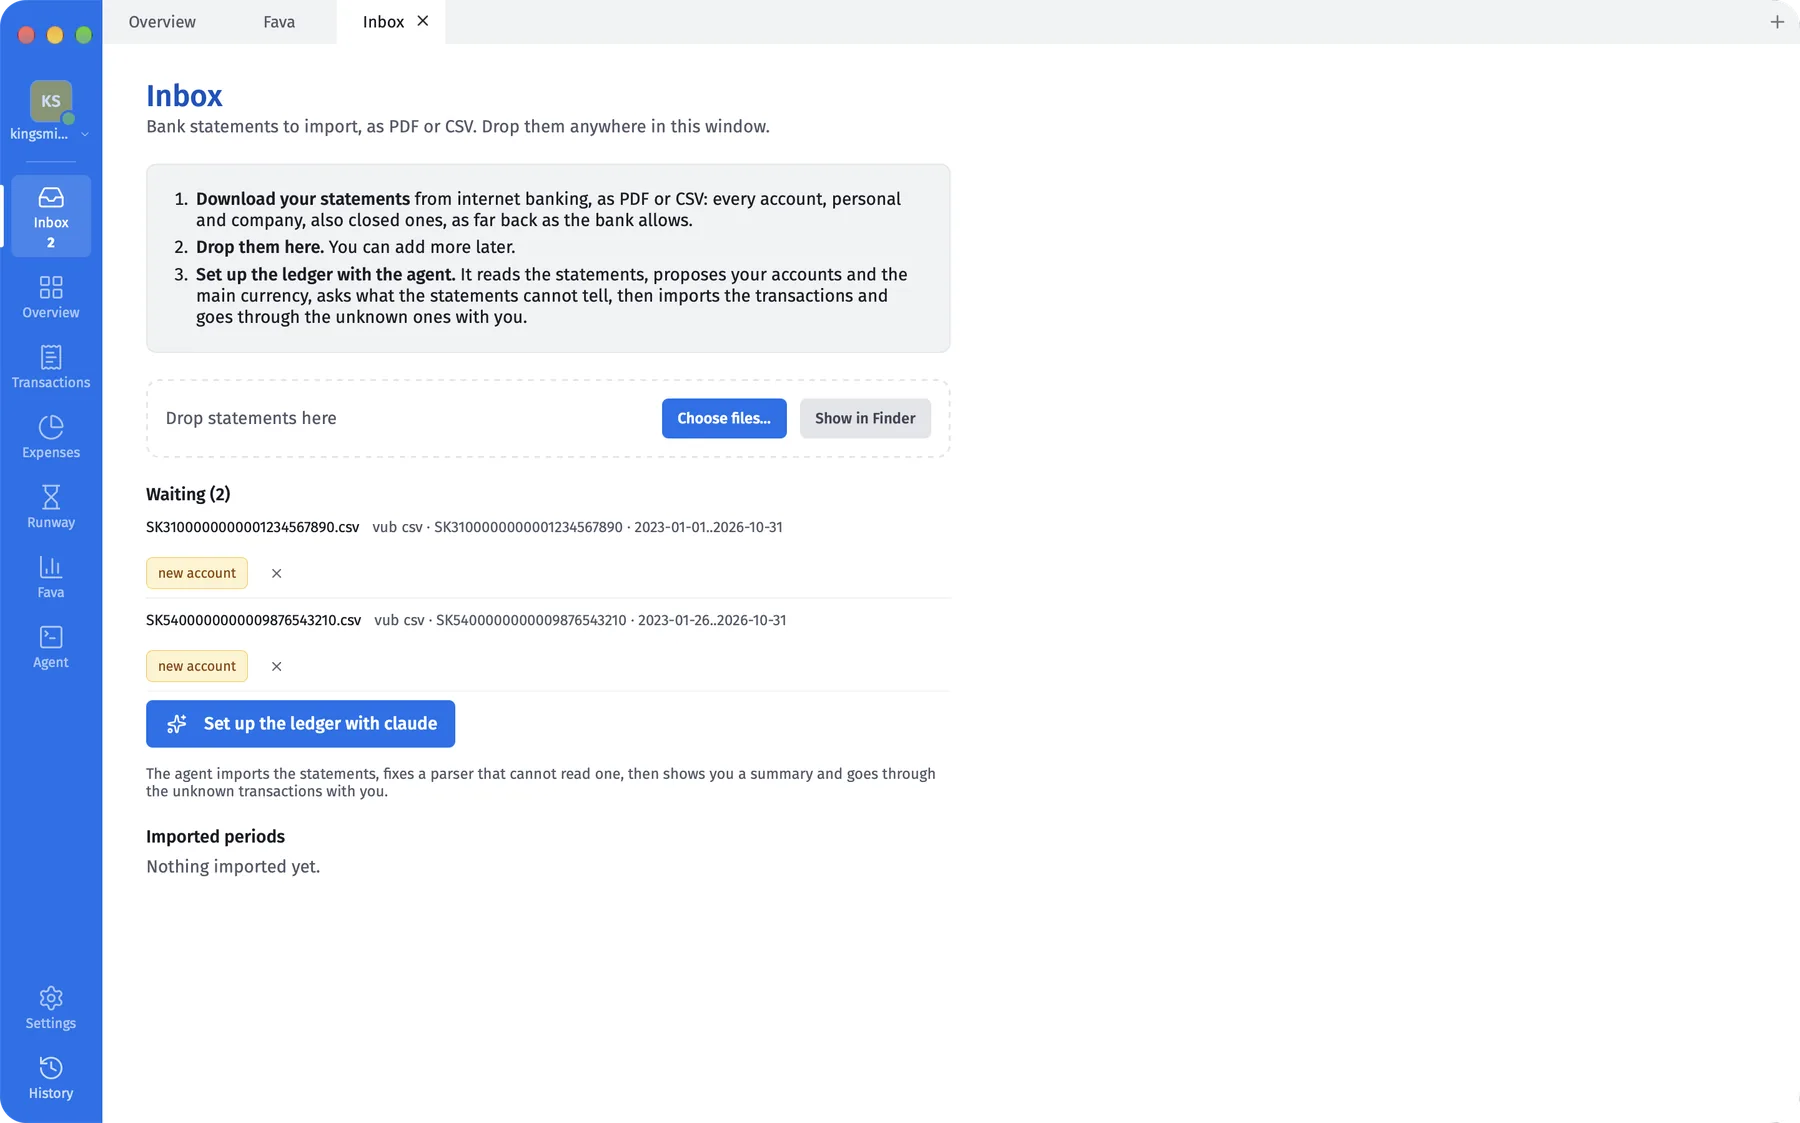 Overview
Fava
Inbox
KS
kingsmi...
Inbox
2
Overview
Transactions
Expenses
Runway
Fava
Agent
Settings
History
Inbox
Bank statements to import, as PDF or CSV. Drop them anywhere in this window.
1. Download your statements from internet banking, as PDF or CSV: every account, personal
and company, also closed ones, as far back as the bank allows.
2. Drop them here. You can add more later.
3. Set up the ledger with the agent. It reads the statements, proposes your accounts and the
main currency, asks what the statements cannot tell, then imports the transactions and
goes through the unknown ones with you.
Drop statements here
Choose files...
Show in Finder
Waiting (2)
SK3100000000001234567890.csv vub csv · SK3100000000001234567890 · 2023-01-01..2026-10-31
new account
SK5400000000009876543210.csv vub csv · SK5400000000009876543210 · 2023-01-26..2026-10-31
new account
Set up the ledger with claude
The agent imports the statements, fixes a parser that cannot read one, then shows you a summary and goes through
the unknown transactions with you.
Imported periods
Nothing imported yet.